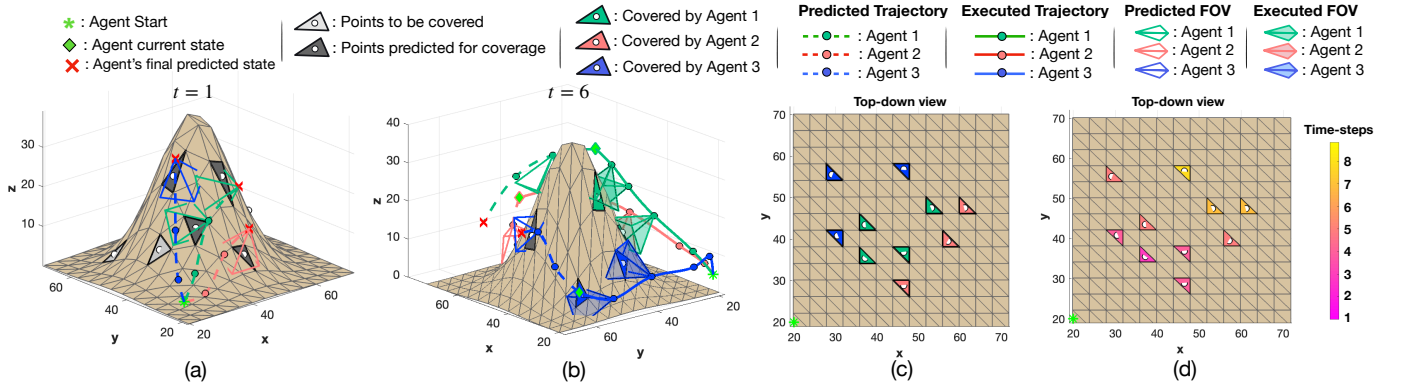 : Agent Start
: Agent current state
: Agent's final predicted state
: Points to be covered
: Points predicted for coverage
: Covered by Agent 1
: Covered by Agent 2
: Covered by Agent 3
Predicted Trajectory
: Agent 1
: Agent 2
: Agent 3
Executed Trajectory
: Agent 1
: Agent 2
: Agent 3
Predicted FOV
: Agent 1
: Agent 2
: Agent 3
Executed FOV
: Agent 1
: Agent 2
: Agent 3
t = 1
z
30
20
10
60
40
20
y
20
40
60
x
(a)
t = 6
z
40
30
20
10
0
x
60
40
20
60
40
20
y
(b)
Top-down view
y
70
60
50
40
30
20
20 30 40 50 60 70
x
(c)
Top-down view
y
70
60
50
40
30
20
20 30 40 50 60 70
x
(d)
Time-steps
8
7
6
5
4
3
2
1